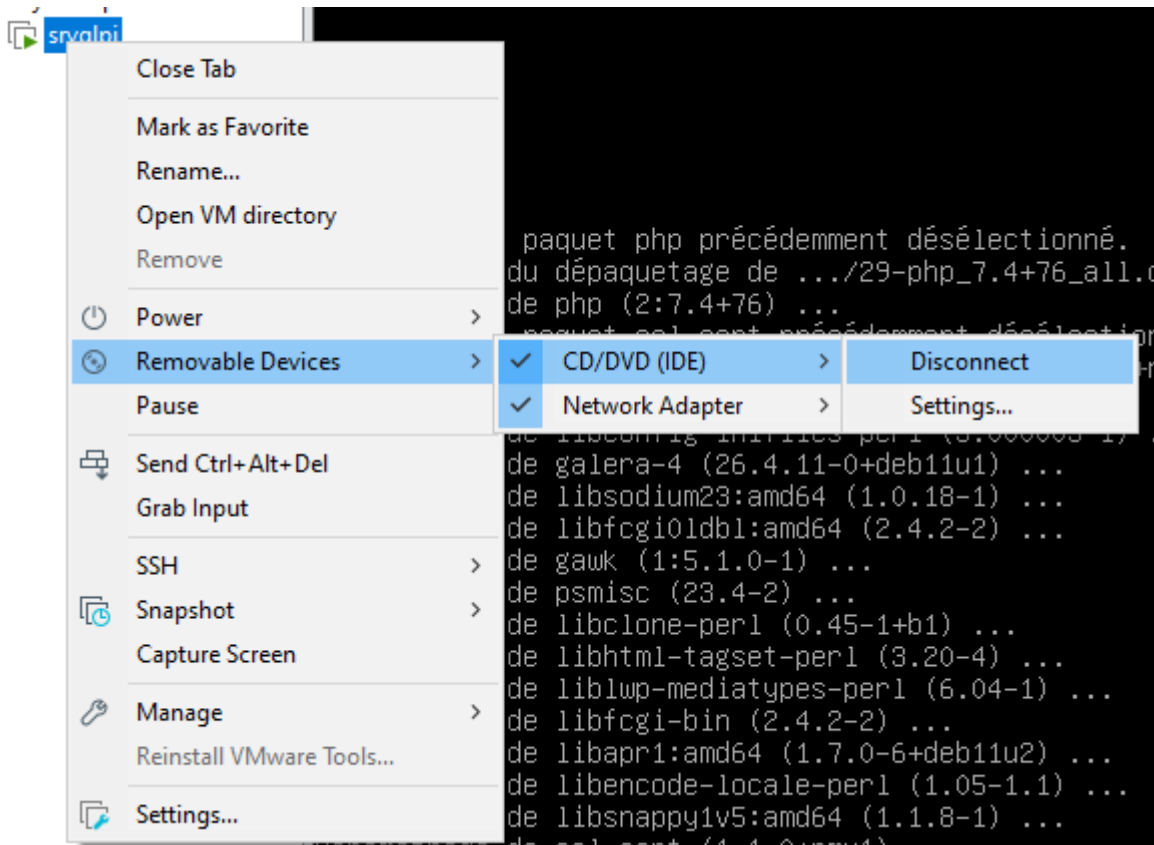 srvglpi
Close Tab
Mark as Favorite
Rename...
Open VM directory
Remove
Power
Removable Devices
Pause
Send Ctrl+Alt+Del
Grab Input
SSH
Snapshot
Capture Screen
Manage
Reinstall VMware Tools...
Settings...
CD/DVD (IDE)
Network Adapter
Disconnect
Settings...
paquet php précédemment désélectionné.
du dépaquetage de .../29-php_7.4+76_all.
de php (2:7.4+76) ...
de galera-4 (26.4.11-0+deb11u1) ...
de libsodium23:amd64 (1.0.18-1) ...
de libfcgi0ldbl:amd64 (2.4.2-2) ...
de gawk (1:5.1.0-1) ...
de psmisc (23.4-2) ...
de libclone-perl (0.45-1+b1) ...
de libhtml-tagset-perl (3.20-4) ...
de liblwp-mediatypes-perl (6.04-1) ...
de libfcgi-bin (2.4.2-2) ...
de libapr1:amd64 (1.7.0-6+deb11u2) ...
de libencode-locale-perl (1.05-1.1) ...
de libsnappy1v5:amd64 (1.1.8-1) ...